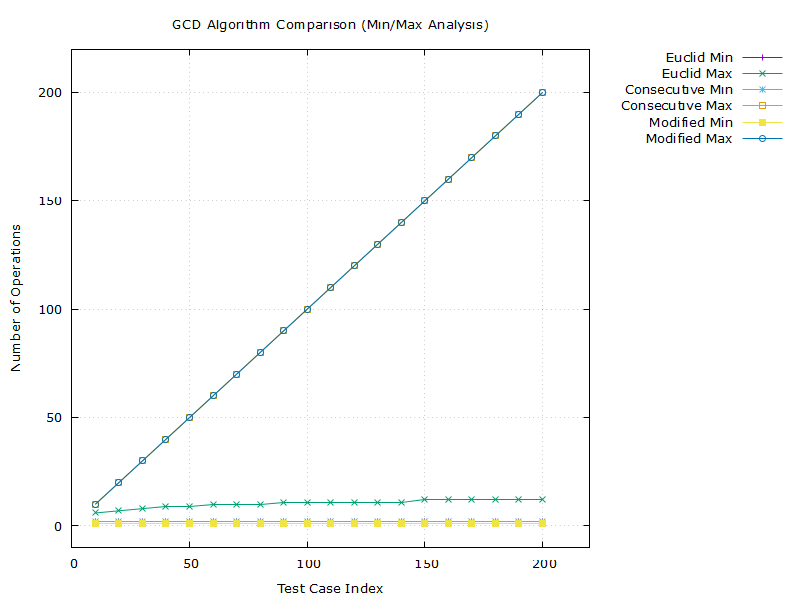 GCD Algorithm Comparison (Min/Max Analysis)
Euclid Min
Euclid Max
Consecutive Min
Consecutive Max
Modified Min
Modified Max
200
150
100
50
0
Number of Operations
0 50 100 150 200
Test Case Index